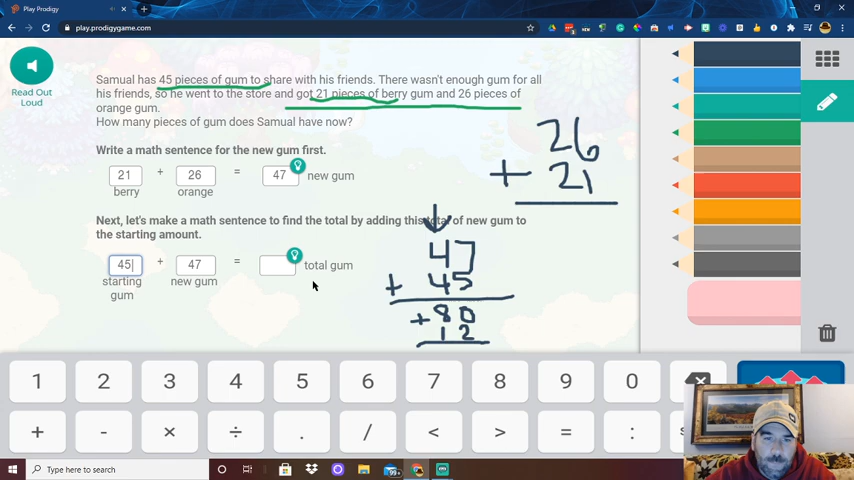 Play Prodigy
play.prodigygame.com
Read Out
Loud
Samual has 45 pieces of gum to share with his friends. There wasn't enough gum for all
his friends, so he went to the store and got 21 pieces of berry gum and 26 pieces of
orange gum.
How many pieces of gum does Samual have now?
Write a math sentence for the new gum first.
21 + 26 = 47 new gum
berry orange
Next, let's make a math sentence to find the total by adding this total of new gum to
the starting amount.
45 + 47 = total gum
starting new gum
gum
26
+ 21
47
+ 45
+ 80
12
1 2 3 4 5 6 7 8 9 0
+ - × ÷ . / < > = :
Type here to search